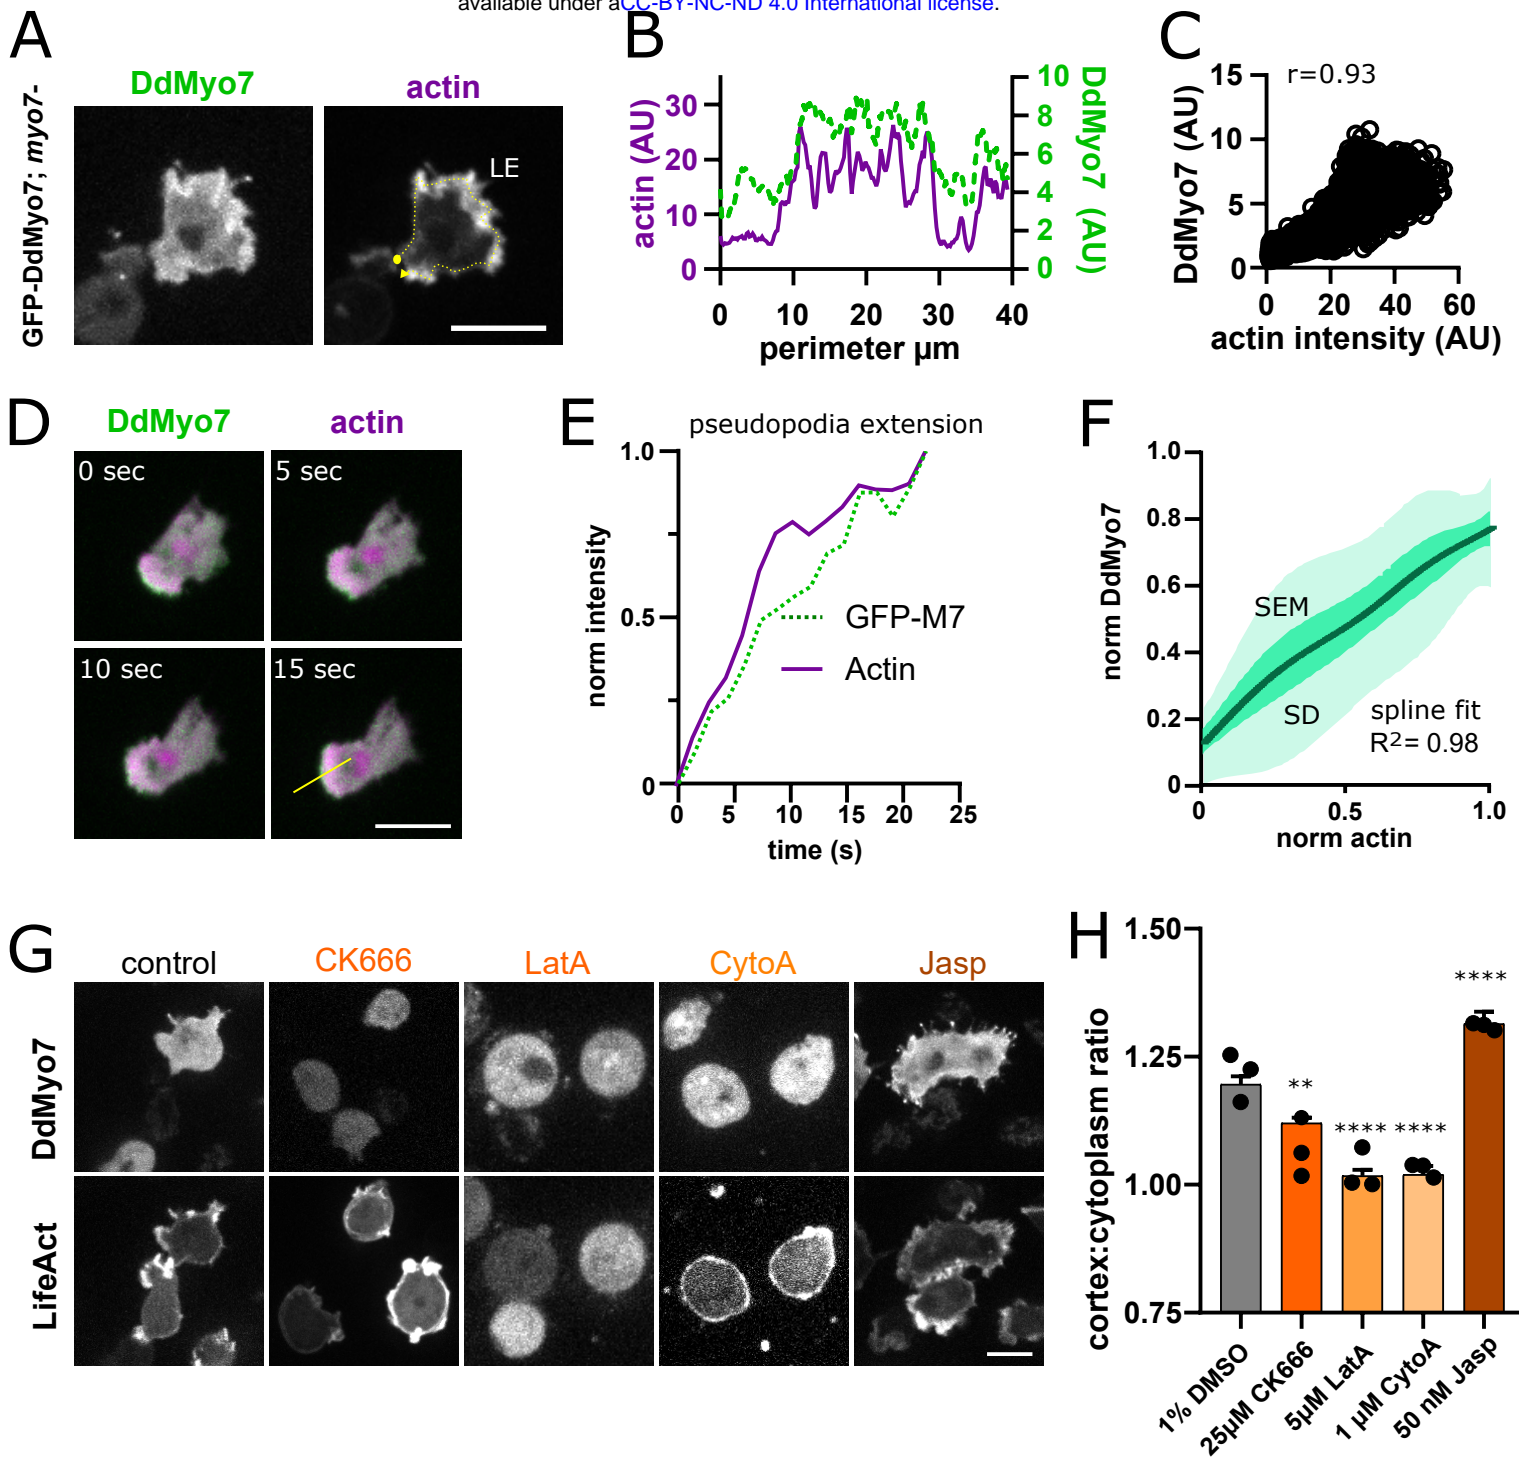 available under aCC-BY-NC-ND 4.0 International license.
A
DdMyo7
actin
GFP-DdMyo7; myo7-
LE
B
actin (AU)
30
20
10
0
10
8
6
4
2
0
DdMyo7 (AU)
0 10 20 30 40
perimeter µm
C
r=0.93
DdMyo7 (AU)
15
10
5
0
0 20 40 60
actin intensity (AU)
D
DdMyo7
actin
0 sec
5 sec
10 sec
15 sec
E
pseudopodia extension
norm intensity
1.0
0.5
0
GFP-M7
Actin
0 5 10 15 20 25
time (s)
F
norm DdMyo7
1.0
0.8
0.6
0.4
0.2
0
SEM
SD
spline fit
R2= 0.98
0 0.5 1.0
norm actin
G
control
CK666
LatA
CytoA
Jasp
DdMyo7
LifeAct
H
cortex:cytoplasm ratio
1.50
1.25
1.00
0.75
**
****
****
****
1% DMSO
25µM CK666
5µM LatA
1 µM CytoA
50 nM Jasp